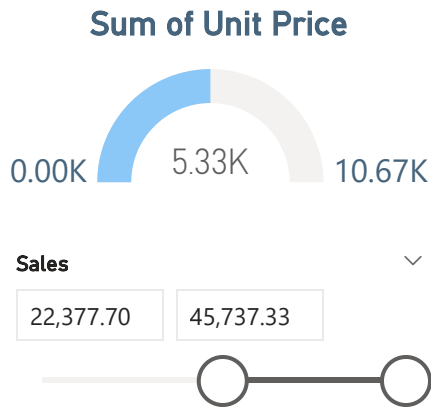 Sum of Unit Price
5.33K
0.00K 10.67K
Sales
22,377.70 45,737.33